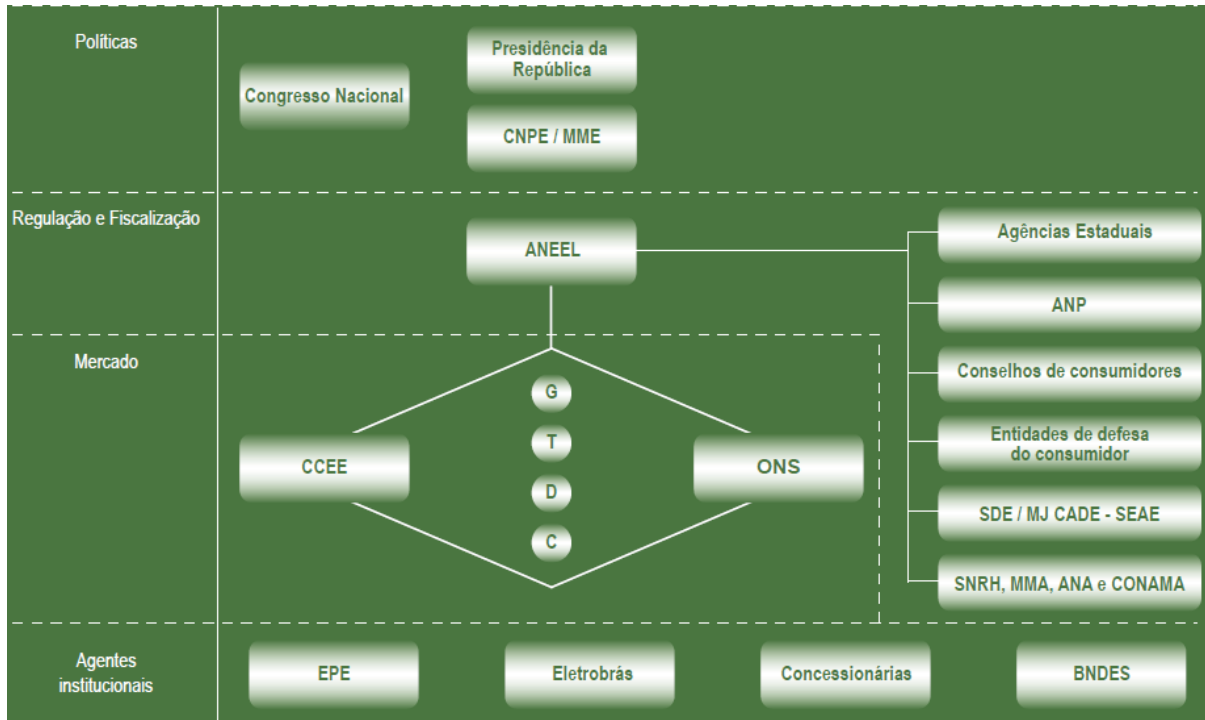 Políticas
Congresso Nacional
Presidência da
República
CNPE / MME
Regulação e Fiscalização
ANEEL
Agências Estaduais
ANP
Conselhos de consumidores
Entidades de defesa
do consumidor
SDE / MJ CADE - SEAE
SNRH, MMA, ANA e CONAMA
Mercado
CCEE
G
T
D
C
ONS
Agentes
institucionais
EPE
Eletrobrás
Concessionárias
BNDES